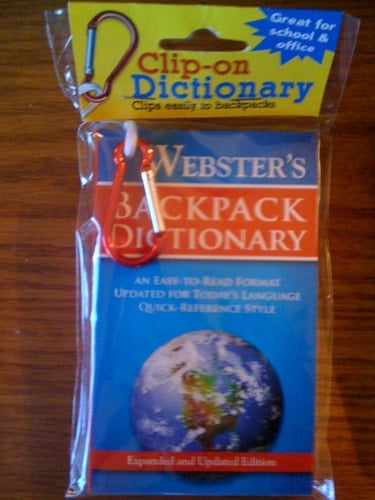 Great for
school &
office
Clip-on
Dictionary
Clips easily to backpacks
WEBSTER'S
BACKPACK
DICTIONARY
AN EASY-TO-READ FORMAT
UPDATED FOR TODAY'S LANGUAGE
QUICK-REFERENCE STYLE
Expanded and Updated Edition